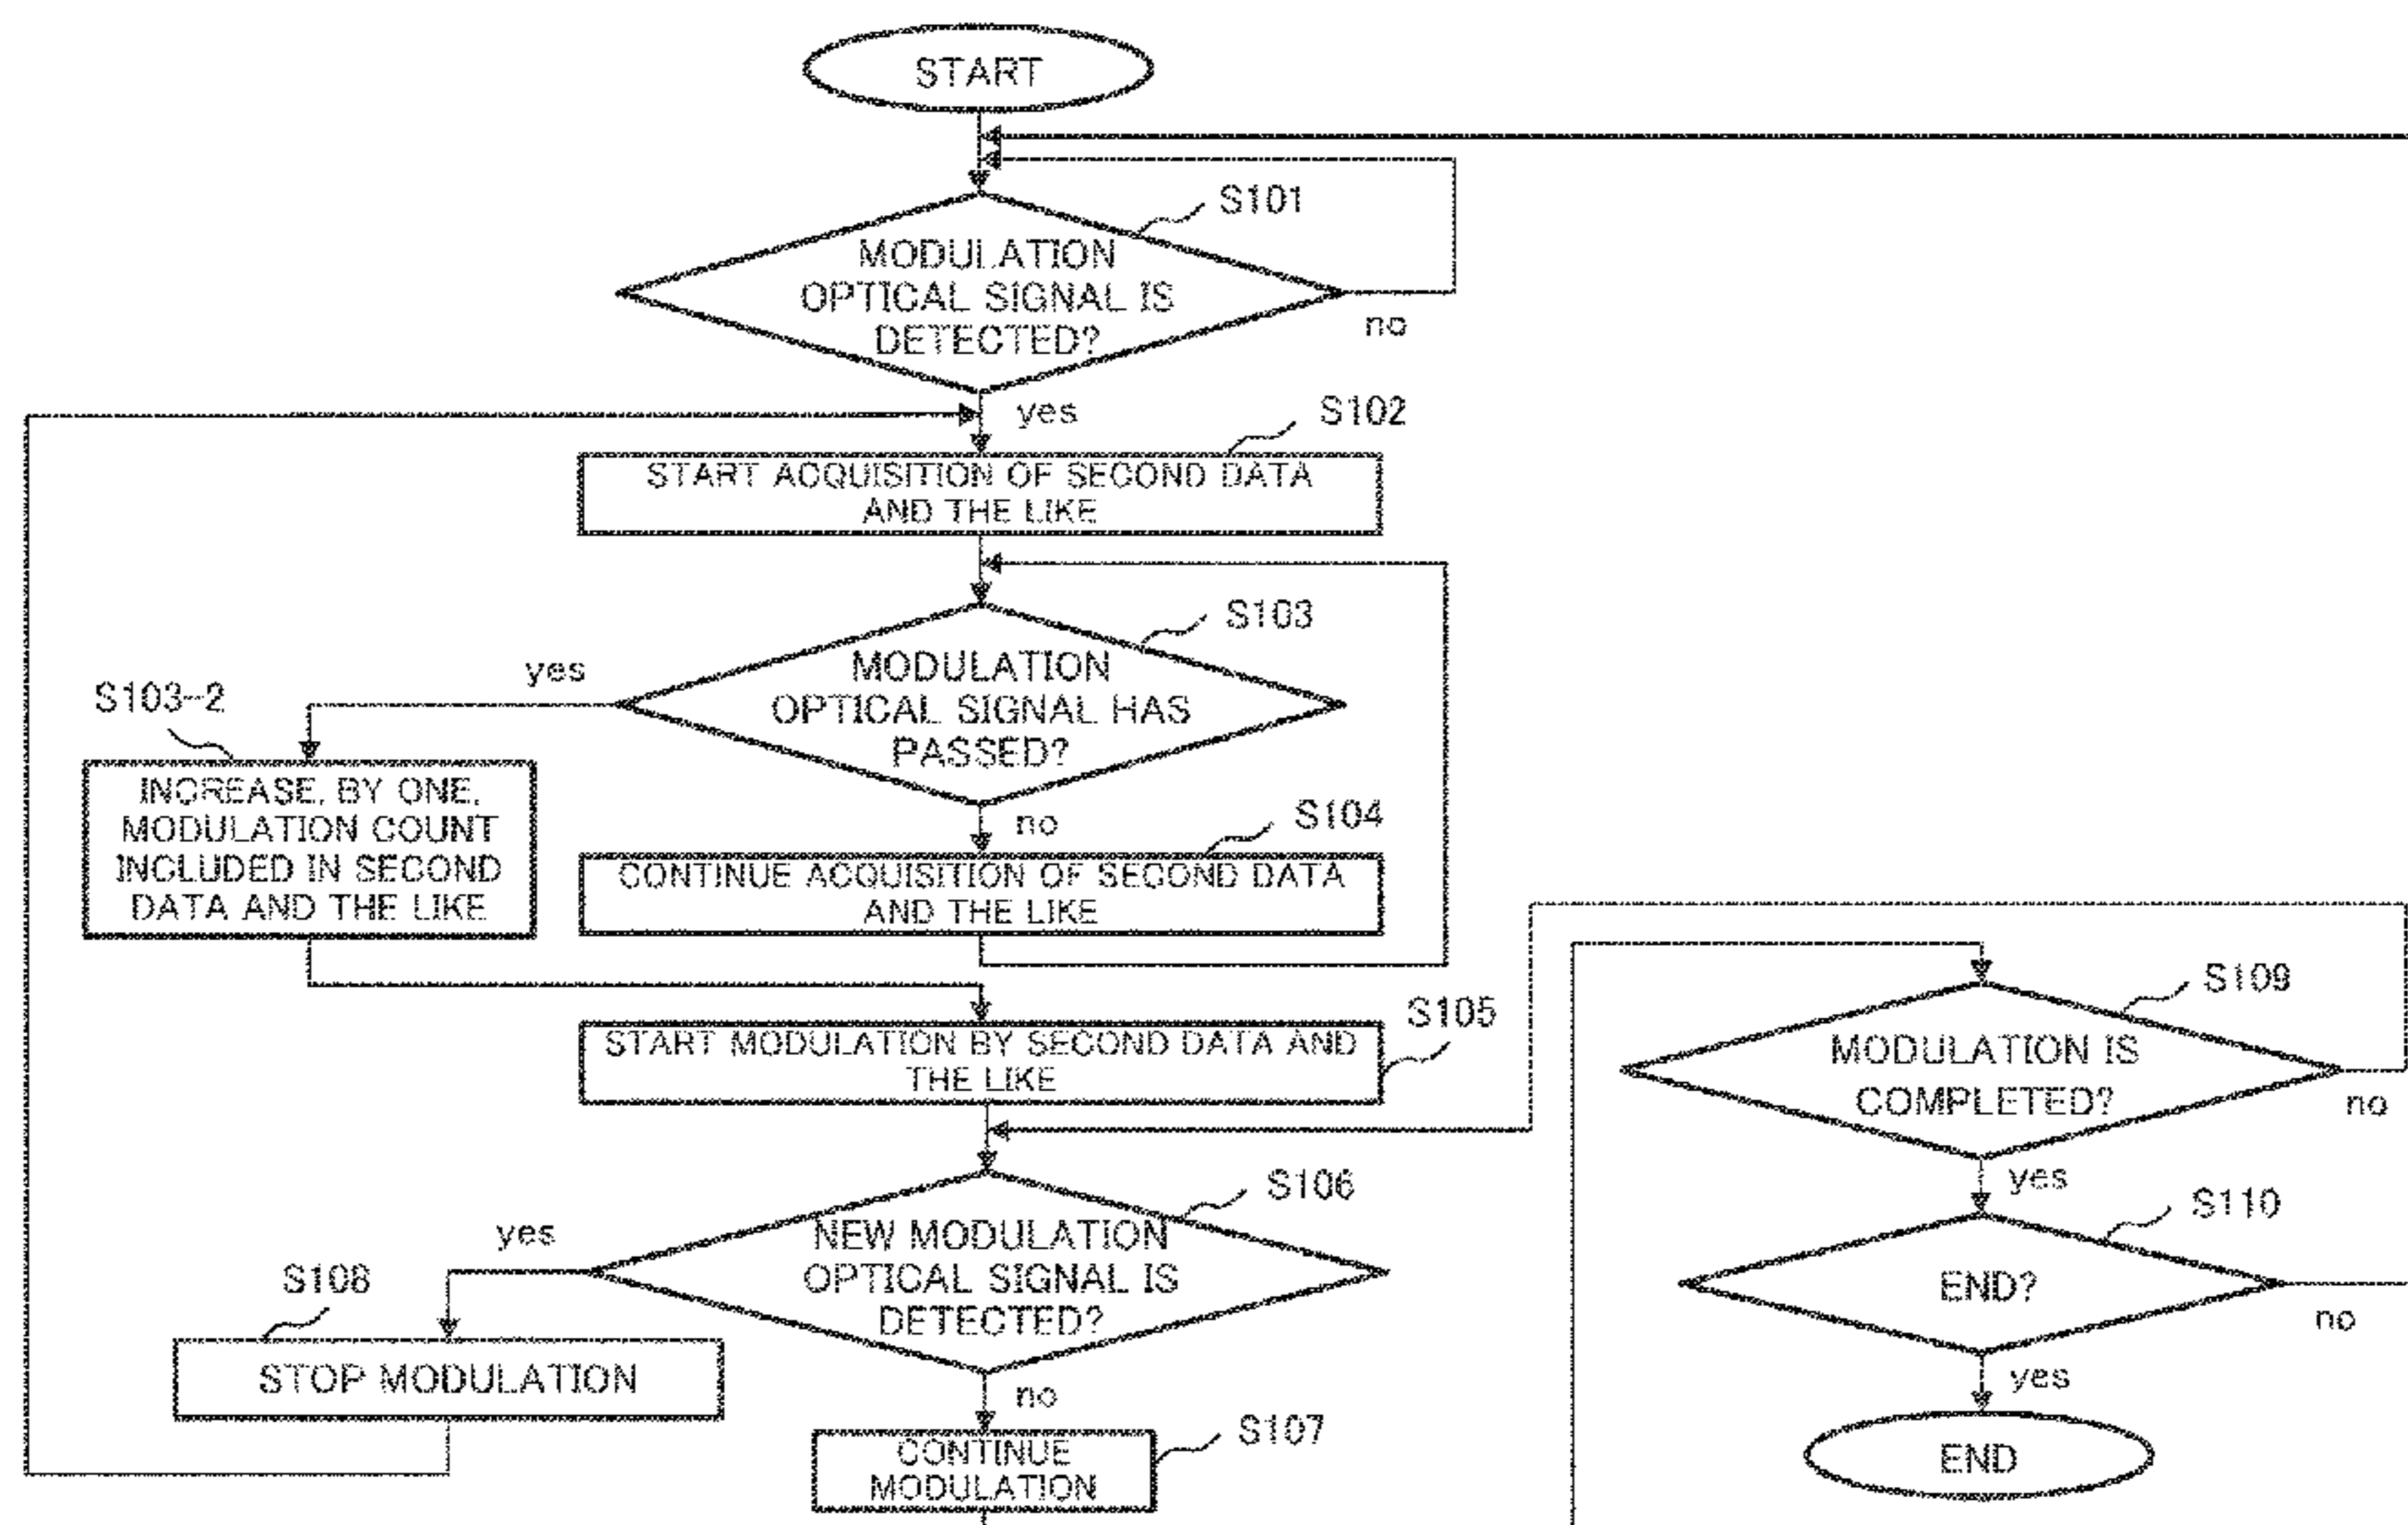 START
S101
MODULATION
OPTICAL SIGNAL IS
DETECTED?
no
yes
S102
START ACQUISITION OF SECOND DATA
AND THE LIKE
S103
yes
MODULATION
OPTICAL SIGNAL HAS
PASSED?
S103-2
INCREASE, BY ONE,
MODULATION COUNT
INCLUDED IN SECOND
DATA AND THE LIKE
no
S104
CONTINUE ACQUISITION OF SECOND DATA
AND THE LIKE
S105
START MODULATION BY SECOND DATA AND
THE LIKE
S106
yes
NEW MODULATION
OPTICAL SIGNAL IS
DETECTED?
S108
STOP MODULATION
no
S107
CONTINUE
MODULATION
S109
MODULATION IS
COMPLETED?
no
yes
S110
END?
no
yes
END